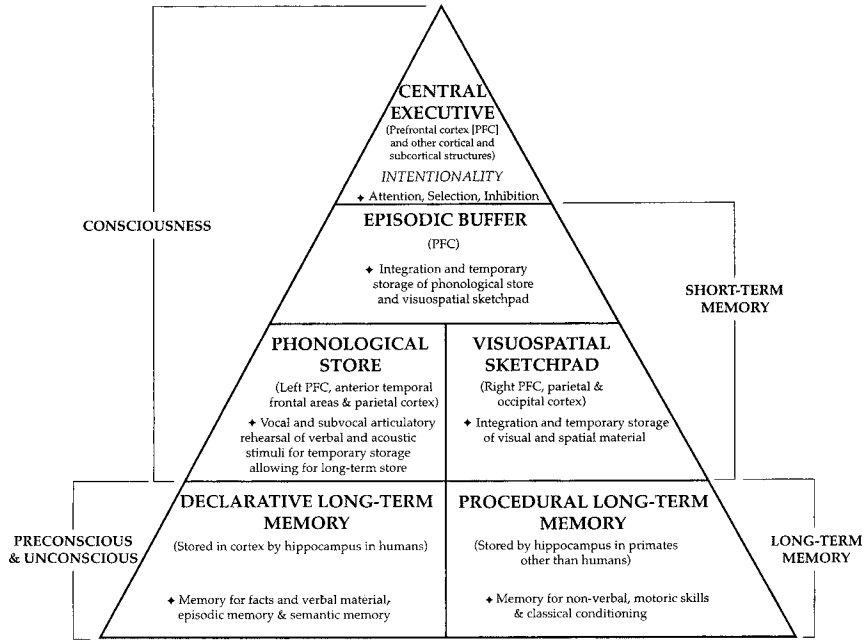 CENTRAL
EXECUTIVE
(Prefrontal cortex [PFC]
and other cortical and
subcortical structures)
INTENTIONALITY
✦ Attention, Selection, Inhibition
CONSCIOUSNESS
EPISODIC BUFFER
(PFC)
✦ Integration and temporary
storage of phonological store
and visuospatial sketchpad
SHORT-TERM
MEMORY
PHONOLOGICAL
STORE
(Left PFC, anterior temporal
frontal areas & parietal cortex)
✦ Vocal and subvocal articulatory
rehearsal of verbal and acoustic
stimuli for temporary storage
allowing for long-term store
VISUOSPATIAL
SKETCHPAD
(Right PFC, parietal &
occipital cortex)
✦ Integration and temporary storage
of visual and spatial material
PRECONSCIOUS
& UNCONSCIOUS
DECLARATIVE LONG-TERM
MEMORY
(Stored in cortex by hippocampus in humans)
✦ Memory for facts and verbal material,
episodic memory & semantic memory
PROCEDURAL LONG-TERM
MEMORY
(Stored by hippocampus in primates
other than humans)
✦ Memory for non-verbal, motoric skills
& classical conditioning
LONG-TERM
MEMORY